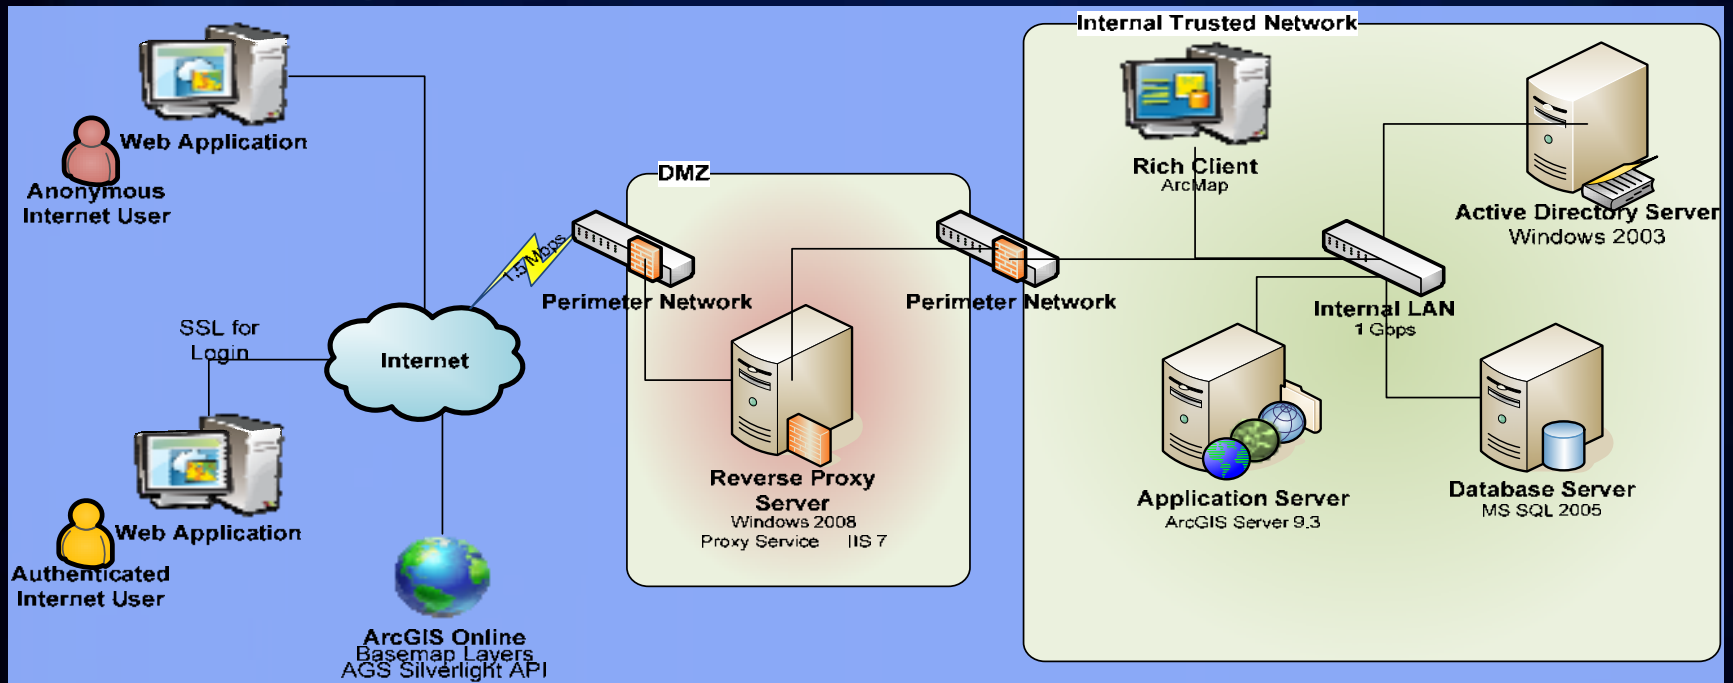 Internal Trusted Network
Web Application
Anonymous
Internet User
DMZ
Rich Client
ArcMap
Active Directory Server
Windows 2003
1.5 Mbps
Perimeter Network
Perimeter Network
Internal LAN
1 Gbps
SSL for
Login
Internet
Reverse Proxy
Server
Windows 2008
Proxy Service IIS 7
Application Server
ArcGIS Server 9.3
Database Server
MS SQL 2005
Web Application
Authenticated
Internet User
ArcGIS Online
Basemap Layers
AGS Silverlight API